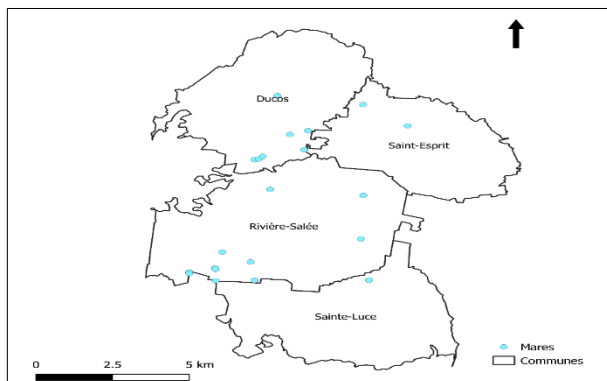 Ducos
Saint-Esprit
Rivière-Salée
Sainte-Luce
Mares
Communes
0 2.5 5 km